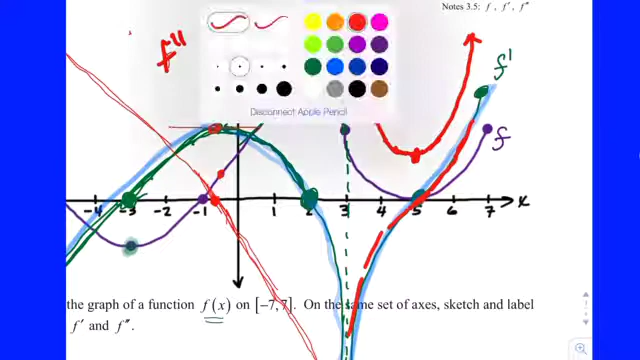 Notes 3.5: f , f′ , f″
f″
Disconnect Apple Pencil
f′
f
-4 -3 -2 -1 1 2 3 4 5 6 7 x
the graph of a function f(x) on [−7,7]. On the same set of axes, sketch and label
f′ and f″.
1